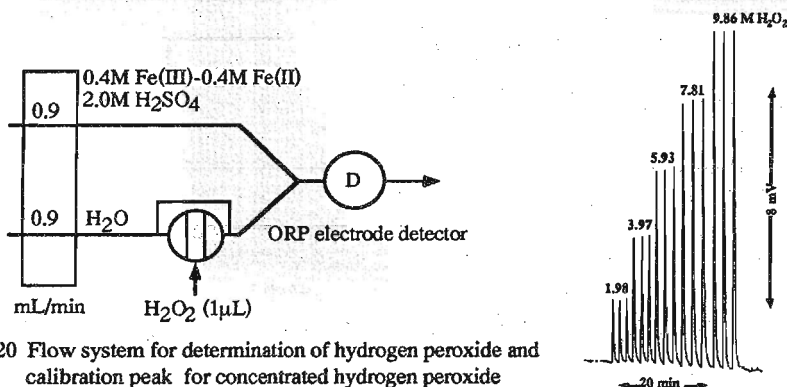 0.4M Fe(III)-0.4M Fe(II)
2.0M H2SO4
0.9
0.9
H2O
D
ORP electrode detector
mL/min
H2O2 (1μL)
9.86 M H2O2
7.81
5.93
3.97
1.98
8 mV
20 min
20 Flow system for determination of hydrogen peroxide and
calibration peak for concentrated hydrogen peroxide